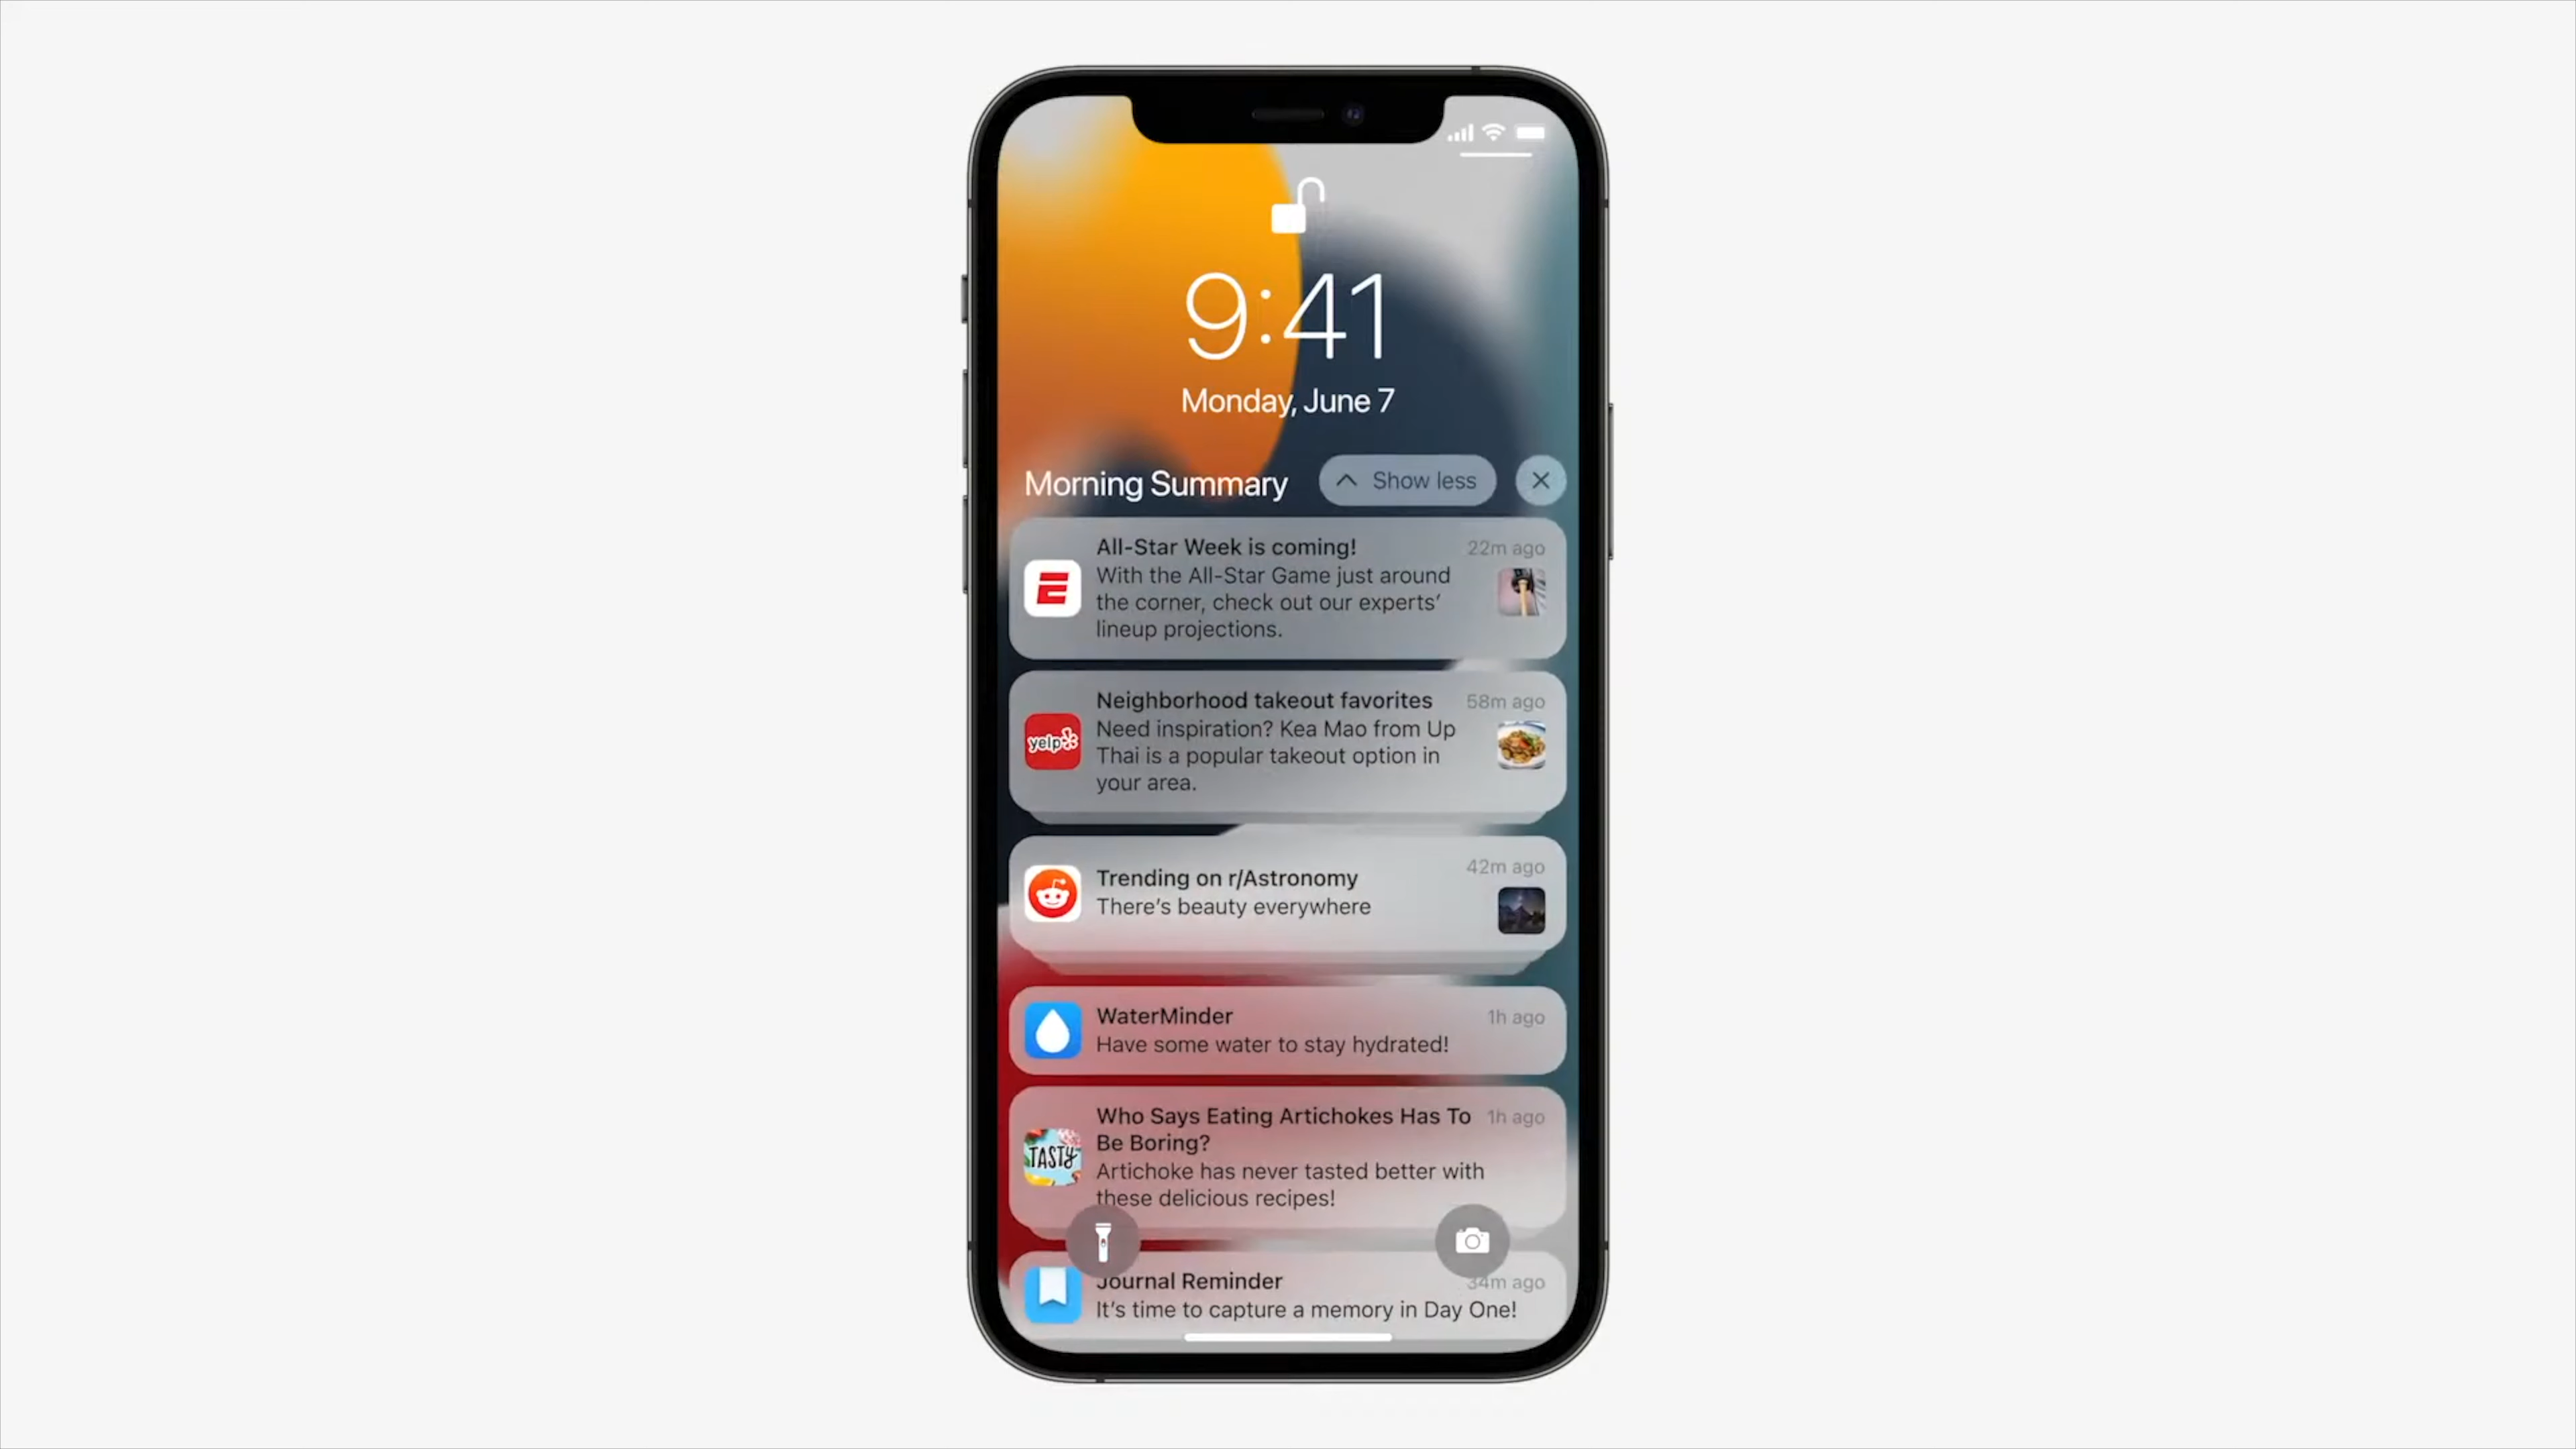 9:41
Monday, June 7
Morning Summary
Show less
All-Star Week is coming!
22m ago
With the All-Star Game just around
the corner, check out our experts’
lineup projections.
yelp
Neighborhood takeout favorites
58m ago
Need inspiration? Kea Mao from Up
Thai is a popular takeout option in
your area.
Trending on r/Astronomy
42m ago
There’s beauty everywhere
WaterMinder
1h ago
Have some water to stay hydrated!
TASTY
Who Says Eating Artichokes Has To
1h ago
Be Boring?
Artichoke has never tasted better with
these delicious recipes!
Journal Reminder
34m ago
It’s time to capture a memory in Day One!